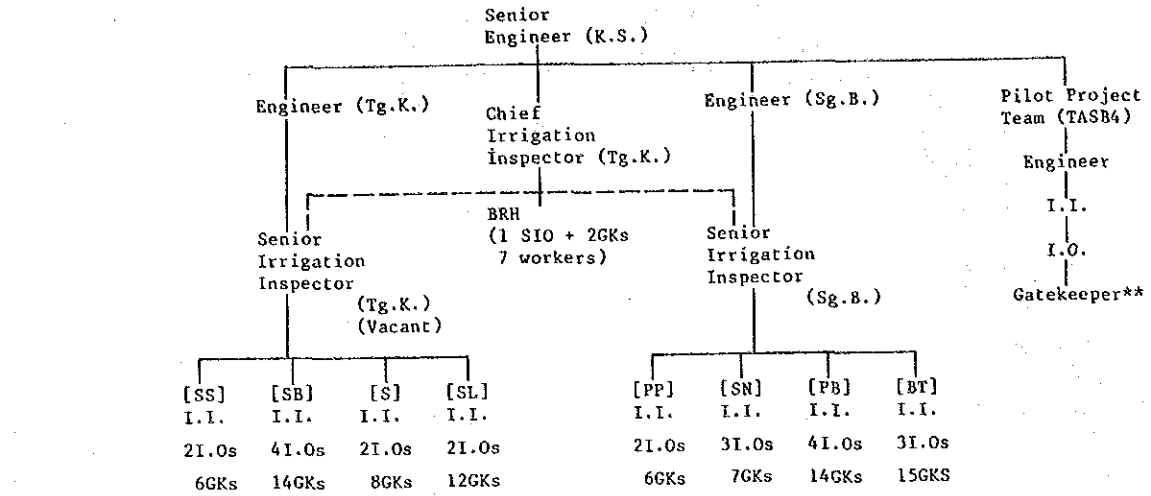 Senior
Engineer (K.S.)
Engineer (Tg.K.)
Chief
Irrigation
Inspector (Tg.K.)
Engineer (Sg.B.)
Pilot Project
Team (TASB4)
Engineer
I.I.
I.O.
Gatekeeper**
BRH
(1 SIO + 2GKs
7 workers)
Senior
Irrigation
Inspector
(Tg.K.)
(Vacant)
Senior
Irrigation
Inspector
(Sg.B.)
[SS] [SB] [S] [SL]
I.I. I.I. I.I. I.I.
2I.Os 4I.Os 2I.Os 2I.Os
6GKs 14GKs 8GKs 12GKs
[PP] [SN] [PB] [BT]
I.I. I.I. I.I. I.I.
2I.Os 3I.Os 4I.Os 3I.Os
6GKs 7GKs 14GKs 15GKS